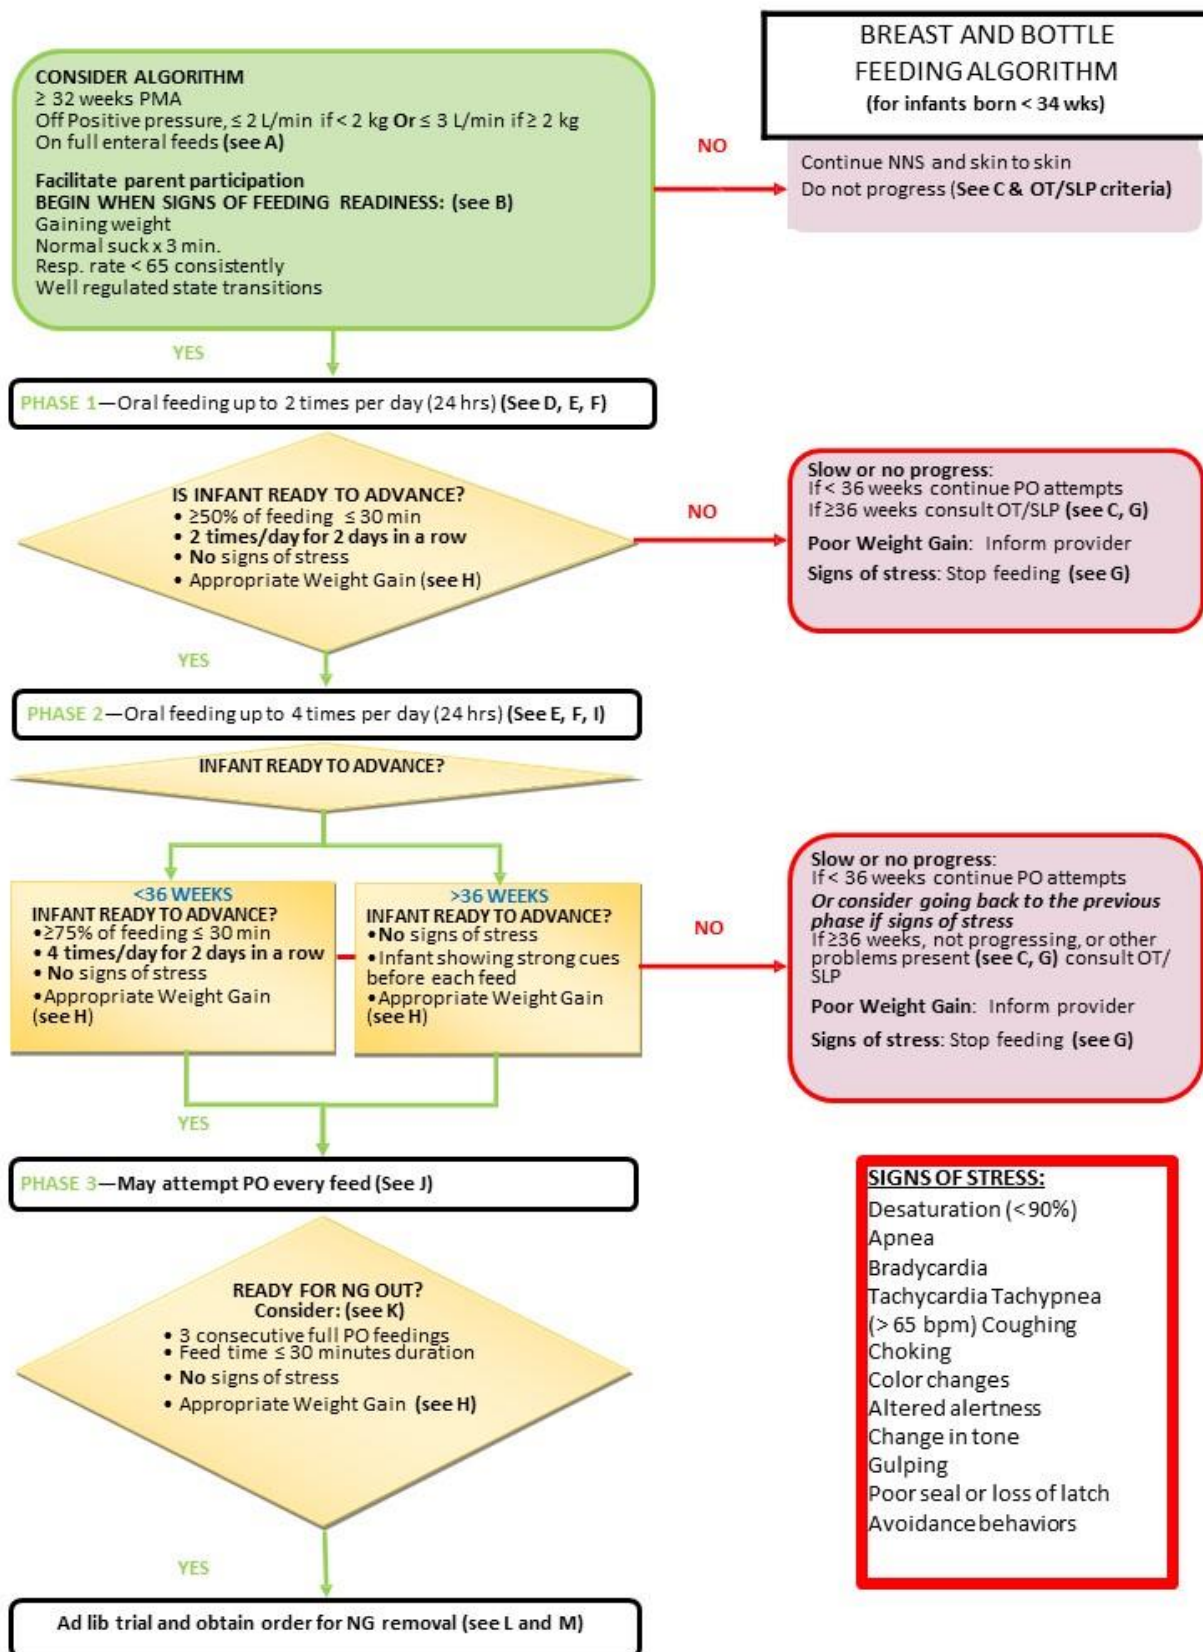 BREAST AND BOTTLE
FEEDING ALGORITHM
(for infants born < 34 wks)
CONSIDER ALGORITHM
≥ 32 weeks PMA
Off Positive pressure, ≤ 2 L/min if < 2 kg Or ≤ 3 L/min if ≥ 2 kg
On full enteral feeds (see A)
Facilitate parent participation
BEGIN WHEN SIGNS OF FEEDING READINESS: (see B)
Gaining weight
Normal suck x 3 min.
Resp. rate < 65 consistently
Well regulated state transitions
NO
Continue NNS and skin to skin
Do not progress (See C & OT/SLP criteria)
YES
PHASE 1—Oral feeding up to 2 times per day (24 hrs) (See D, E, F)
IS INFANT READY TO ADVANCE?
• ≥50% of feeding ≤ 30 min
• 2 times/day for 2 days in a row
• No signs of stress
• Appropriate Weight Gain (see H)
NO
Slow or no progress:
If < 36 weeks continue PO attempts
If ≥36 weeks consult OT/SLP (see C, G)
Poor Weight Gain: Inform provider
Signs of stress: Stop feeding (see G)
YES
PHASE 2—Oral feeding up to 4 times per day (24 hrs) (See E, F, I)
INFANT READY TO ADVANCE?
<36 WEEKS
INFANT READY TO ADVANCE?
•≥75% of feeding ≤ 30 min
• 4 times/day for 2 days in a row
• No signs of stress
•Appropriate Weight Gain
(see H)
>36 WEEKS
INFANT READY TO ADVANCE?
•No signs of stress
•Infant showing strong cues
before each feed
•Appropriate Weight Gain
(see H)
NO
Slow or no progress:
If < 36 weeks continue PO attempts
Or consider going back to the previous
phase if signs of stress
If ≥36 weeks, not progressing, or other
problems present (see C, G) consult OT/
SLP
Poor Weight Gain: Inform provider
Signs of stress: Stop feeding (see G)
YES
PHASE 3—May attempt PO every feed (See J)
READY FOR NG OUT?
Consider: (see K)
• 3 consecutive full PO feedings
• Feed time ≤ 30 minutes duration
• No signs of stress
• Appropriate Weight Gain (see H)
YES
Ad lib trial and obtain order for NG removal (see L and M)
SIGNS OF STRESS:
Desaturation (< 90%)
Apnea
Bradycardia
Tachycardia Tachypnea
(> 65 bpm) Coughing
Choking
Color changes
Altered alertness
Change in tone
Gulping
Poor seal or loss of latch
Avoidance behaviors